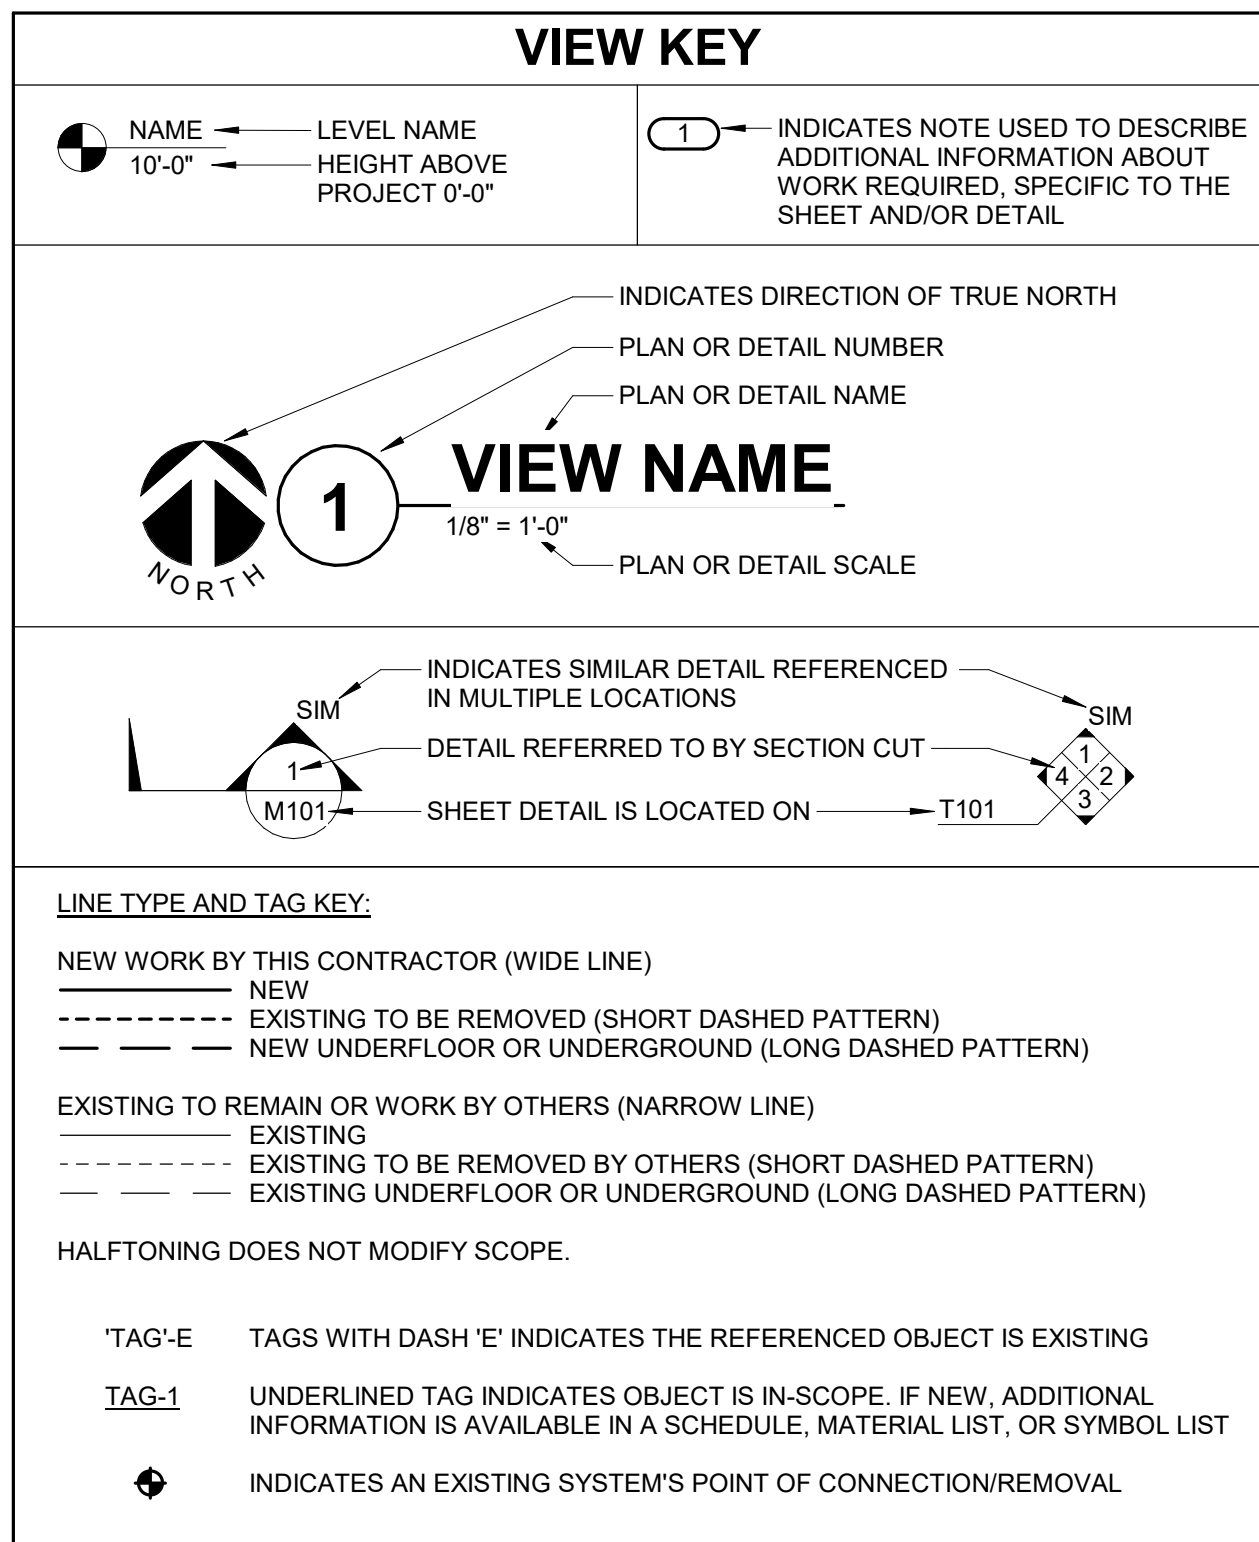 VIEW KEY
NAME
LEVEL NAME
10'-0"
HEIGHT ABOVE
PROJECT 0'-0"
1
INDICATES NOTE USED TO DESCRIBE
ADDITIONAL INFORMATION ABOUT
WORK REQUIRED, SPECIFIC TO THE
SHEET AND/OR DETAIL
INDICATES DIRECTION OF TRUE NORTH
PLAN OR DETAIL NUMBER
PLAN OR DETAIL NAME
NORTH
1
VIEW NAME
1/8" = 1'-0"
PLAN OR DETAIL SCALE
INDICATES SIMILAR DETAIL REFERENCED
IN MULTIPLE LOCATIONS
SIM
SIM
DETAIL REFERRED TO BY SECTION CUT
1
1
4
2
3
M101
SHEET DETAIL IS LOCATED ON
T101
LINE TYPE AND TAG KEY:
NEW WORK BY THIS CONTRACTOR (WIDE LINE)
NEW
EXISTING TO BE REMOVED (SHORT DASHED PATTERN)
NEW UNDERFLOOR OR UNDERGROUND (LONG DASHED PATTERN)
EXISTING TO REMAIN OR WORK BY OTHERS (NARROW LINE)
EXISTING
EXISTING TO BE REMOVED BY OTHERS (SHORT DASHED PATTERN)
EXISTING UNDERFLOOR OR UNDERGROUND (LONG DASHED PATTERN)
HALFTONING DOES NOT MODIFY SCOPE.
'TAG'-E TAGS WITH DASH 'E' INDICATES THE REFERENCED OBJECT IS EXISTING
TAG-1 UNDERLINED TAG INDICATES OBJECT IS IN-SCOPE. IF NEW, ADDITIONAL
INFORMATION IS AVAILABLE IN A SCHEDULE, MATERIAL LIST, OR SYMBOL LIST
INDICATES AN EXISTING SYSTEM'S POINT OF CONNECTION/REMOVAL